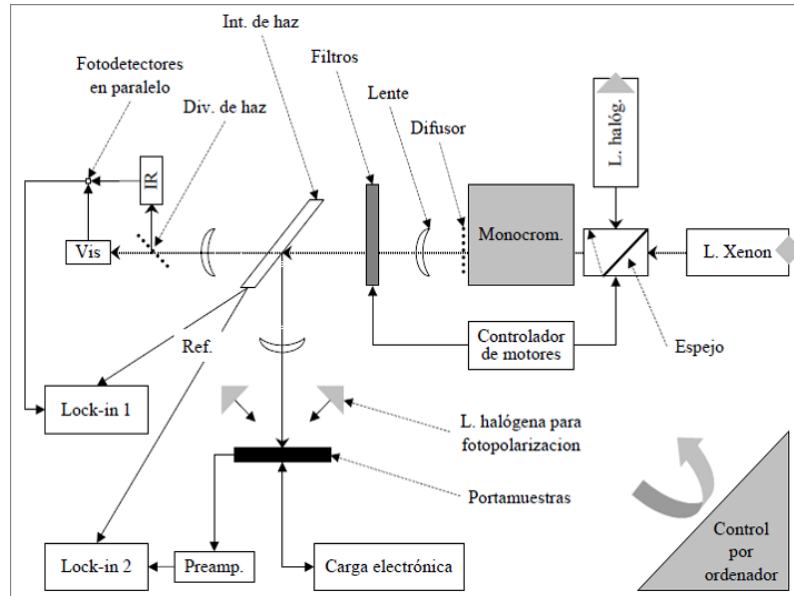 Int. de haz
Filtros
Fotodetectores
en paralelo
Lente
Div. de haz
Difusor
L. halóg.
IR
Vis
Monocrom.
L. Xenon
Controlador
de motores
Espejo
Ref.
Lock-in 1
L. halógena para
fotopolarizacion
Portamuestras
Control
por
ordenador
Lock-in 2
Preamp.
Carga electrónica